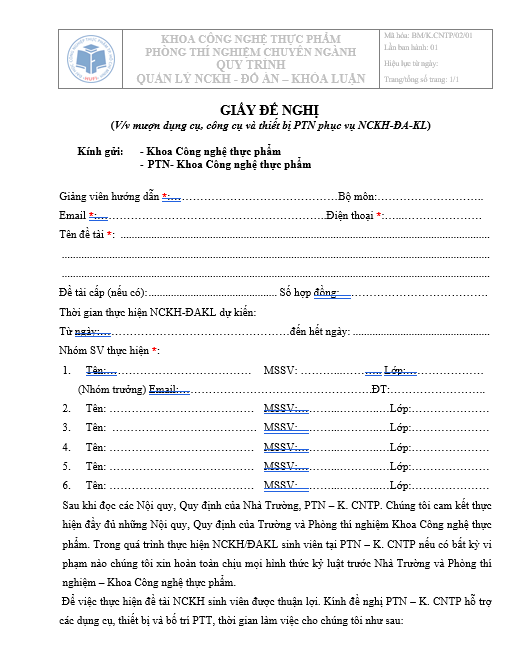 KHOA CÔNG NGHỆ THỰC PHẨM
PHÒNG THÍ NGHIỆM CHUYÊN NGÀNH
QUY TRÌNH
QUẢN LÝ NCKH - ĐỒ ÁN – KHÓA LUẬN
Mã hóa: BM/K.CNTP/02/01
Lần ban hành: 01
Hiệu lực từ ngày:
Trang/tổng số trang: 1/1
GIẤY ĐỀ NGHỊ
(V/v mượn dụng cụ, công cụ và thiết bị PTN phục vụ NCKH-ĐA-KL)
Kính gửi: - Khoa Công nghệ thực phẩm
- PTN- Khoa Công nghệ thực phẩm
Giảng viên hướng dẫn *:.......................................Bộ môn:............................
Email *:.......................................Điện thoại *:............................
Tên đề tài *: ..............................................................................
..............................................................................
..............................................................................
Đề tài cấp (nếu có):....................................... Số hợp đồng:.......................................
Thời gian thực hiện NCKH-ĐAKL dự kiến:
Từ ngày:.......................................đến hết ngày: .......................................
Nhóm SV thực hiện *:
1. Tên:....................................... MSSV: ............................ Lớp:............................
(Nhóm trưởng) Email:.......................................ĐT:............................
2. Tên: ....................................... MSSV:............................Lớp:............................
3. Tên: ....................................... MSSV:............................Lớp:............................
4. Tên: ....................................... MSSV:............................Lớp:............................
5. Tên: ....................................... MSSV:............................Lớp:............................
6. Tên: ....................................... MSSV:............................Lớp:............................
Sau khi đọc các Nội quy, Quy định của Nhà Trường, PTN – K. CNTP. Chúng tôi cam kết thực
hiện đầy đủ những Nội quy, Quy định của Trường và Phòng thí nghiệm Khoa Công nghệ thực
phẩm. Trong quá trình thực hiện NCKH/ĐAKL sinh viên tại PTN – K. CNTP nếu có bất kỳ vi
phạm nào chúng tôi xin hoàn toàn chịu mọi hình thức kỷ luật trước Nhà Trường và Phòng thí
nghiệm – Khoa Công nghệ thực phẩm.
Để việc thực hiện đề tài NCKH sinh viên được thuận lợi. Kính đề nghị PTN – K. CNTP hỗ trợ
các dụng cụ, thiết bị và bố trí PTT, thời gian làm việc cho chúng tôi như sau: